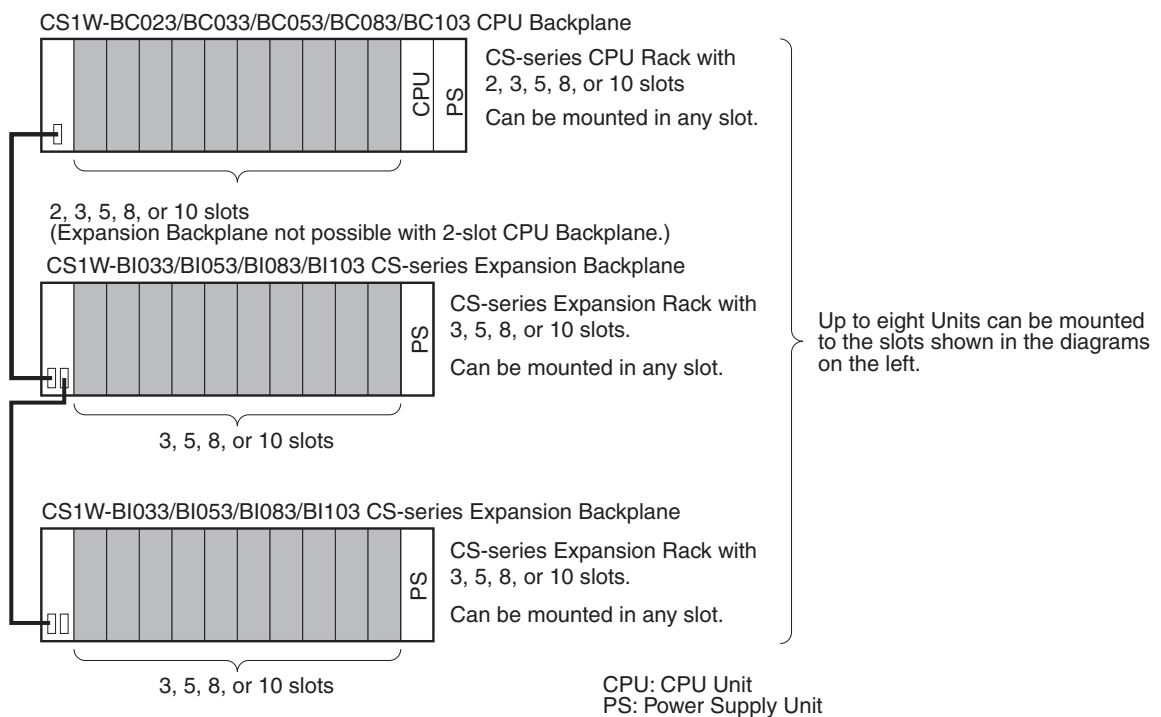 CS1W-BC023/BC033/BC053/BC083/BC103 CPU Backplane
CPU
PS
CS-series CPU Rack with
2, 3, 5, 8, or 10 slots
Can be mounted in any slot.
2, 3, 5, 8, or 10 slots
(Expansion Backplane not possible with 2-slot CPU Backplane.)
CS1W-BI033/BI053/BI083/BI103 CS-series Expansion Backplane
PS
CS-series Expansion Rack with
3, 5, 8, or 10 slots.
Can be mounted in any slot.
3, 5, 8, or 10 slots
Up to eight Units can be mounted
to the slots shown in the diagrams
on the left.
CS1W-BI033/BI053/BI083/BI103 CS-series Expansion Backplane
PS
CS-series Expansion Rack with
3, 5, 8, or 10 slots.
Can be mounted in any slot.
3, 5, 8, or 10 slots
CPU: CPU Unit
PS: Power Supply Unit